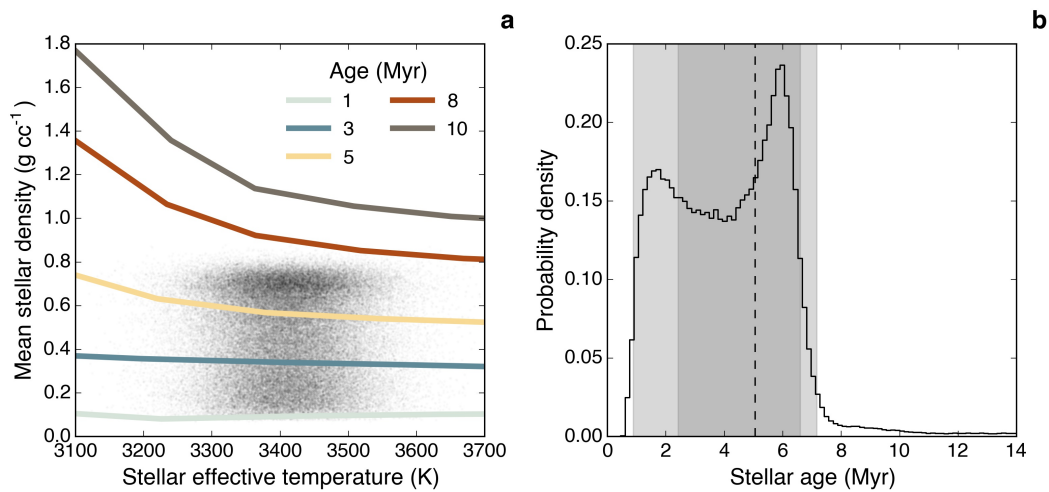 a
Mean stellar density (g cc⁻¹)
1.8
1.6
1.4
1.2
1.0
0.8
0.6
0.4
0.2
0.0
Age (Myr)
1 8
3 10
5
3100 3200 3300 3400 3500 3600 3700
Stellar effective temperature (K)
b
Probability density
0.25
0.20
0.15
0.10
0.05
0.00
0 2 4 6 8 10 12 14
Stellar age (Myr)